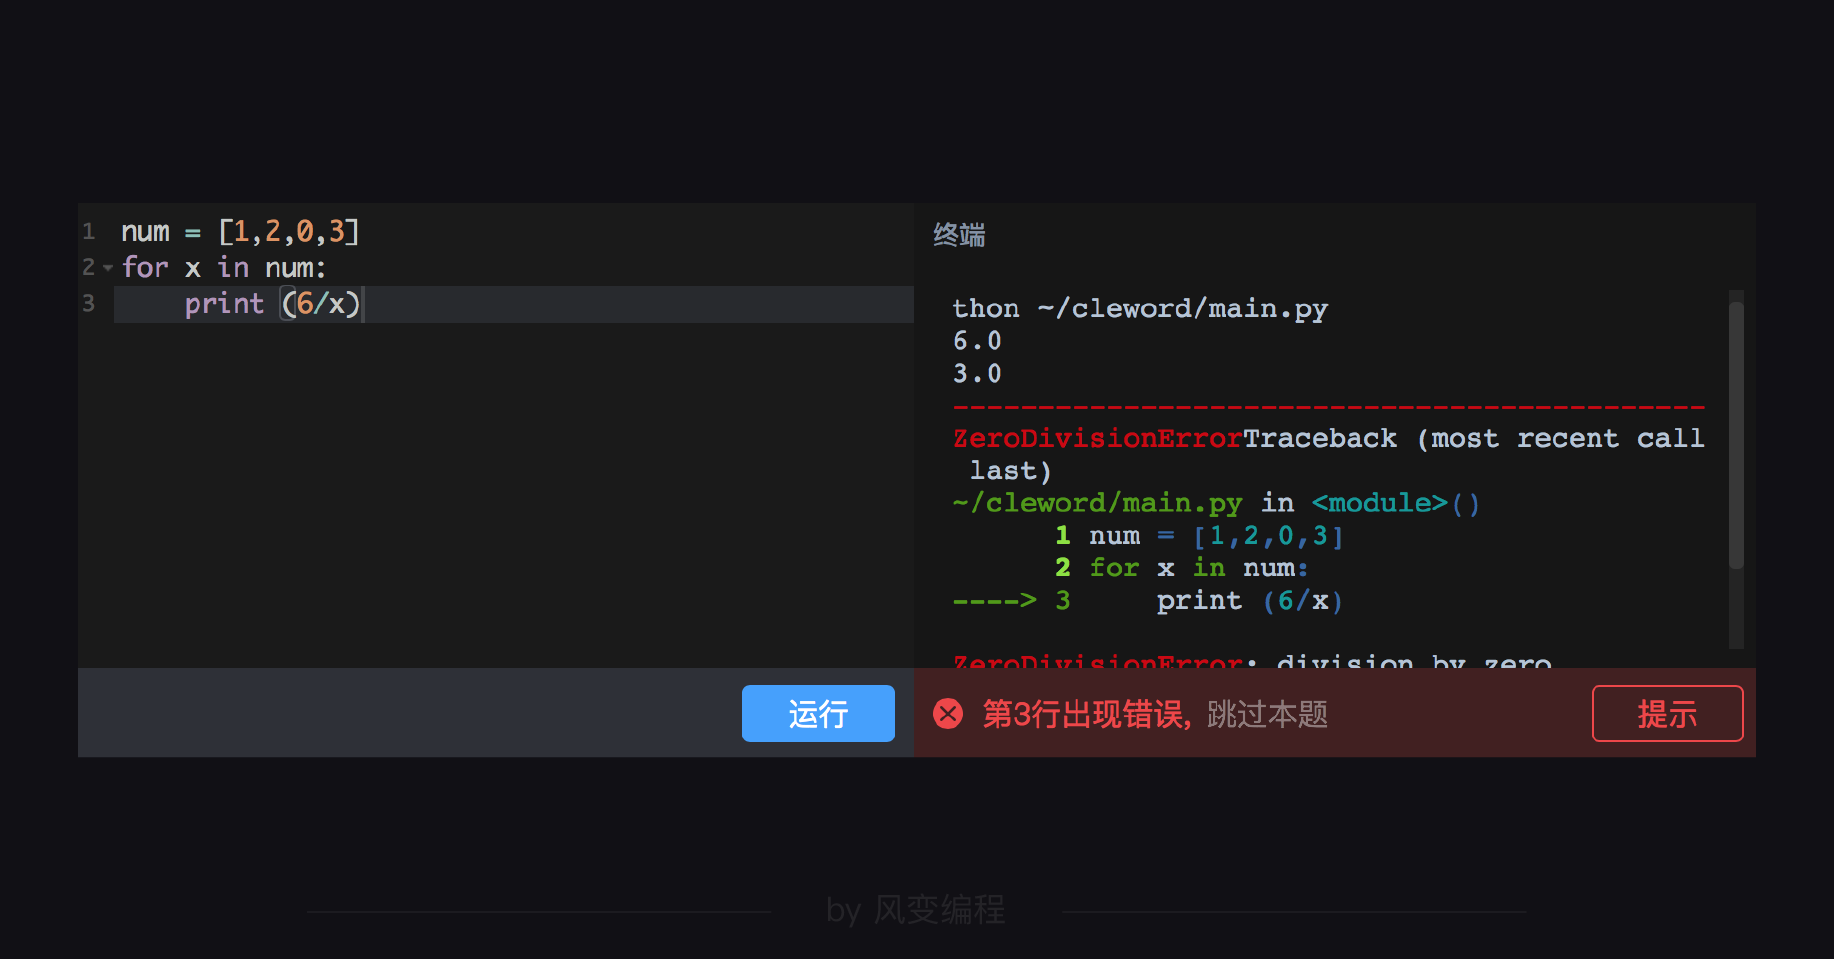 1 num = [1,2,0,3]
2 for x in num:
3     print (6/x)
运行
终端
thon ~/cleword/main.py
6.0
3.0
--------------------------------------------
ZeroDivisionErrorTraceback (most recent call
 last)
~/cleword/main.py in <module>()
      1 num = [1,2,0,3]
      2 for x in num:
----> 3     print (6/x)
ZeroDivisionError: division by zero
第3行出现错误, 跳过本题
提示
by 风变编程